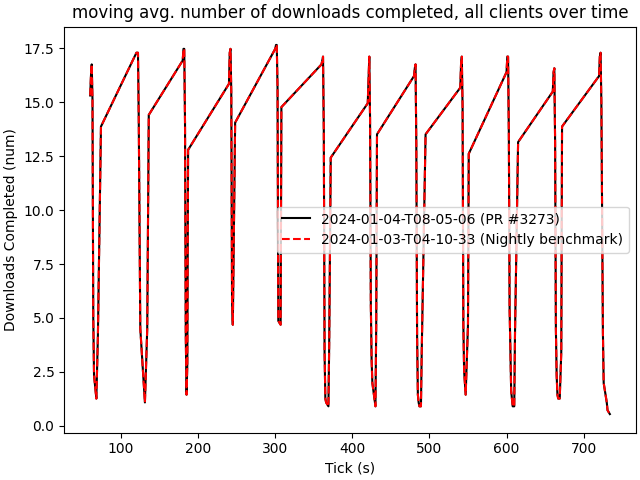 moving avg. number of downloads completed, all clients over time
Downloads Completed (num)
17.5
15.0
12.5
10.0
7.5
5.0
2.5
0.0
2024-01-04-T08-05-06 (PR #3273)
2024-01-03-T04-10-33 (Nightly benchmark)
100 200 300 400 500 600 700
Tick (s)